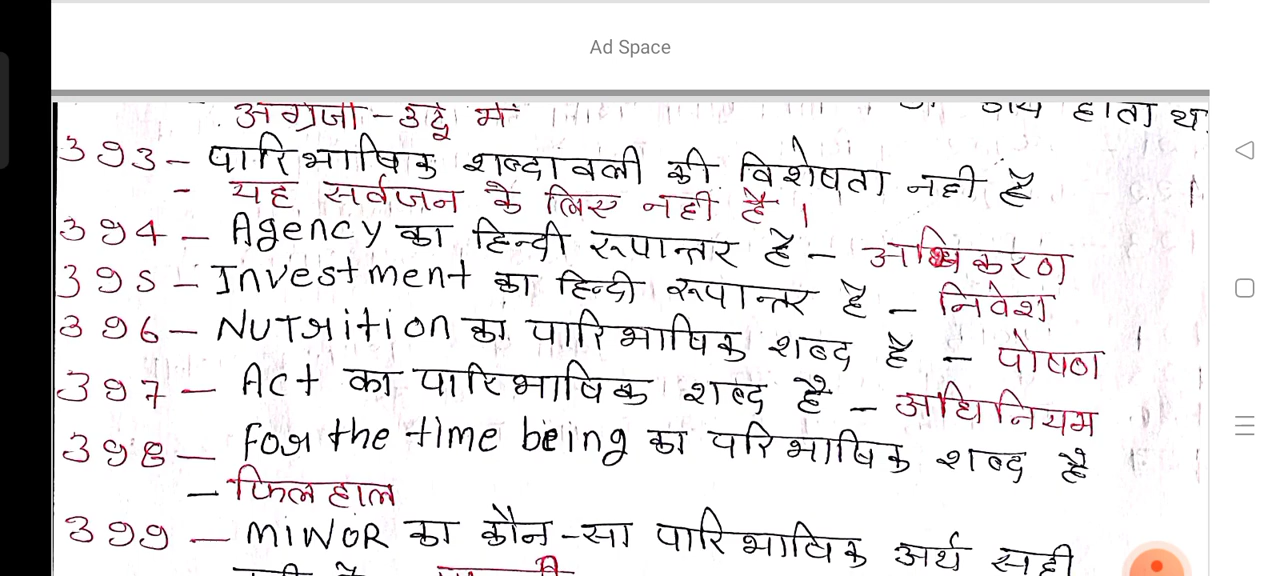 Ad Space
अंग्रेजी-उर्दू में कार्य होता था
393- पारिभाषिक शब्दावली की विशेषता नही है
- यह सर्वजन के लिए नही है।
394 - Agency का हिन्दी रूपान्तर है - अभिकरण
395 - Investment का हिन्दी रूपान्तर है - निवेश
396 - Nutrition का पारिभाषिक शब्द है - पोषण
397 - Act का पारिभाषिक शब्द है - अधिनियम
398 - For the time being का परिभाषिक शब्द है
- फिलहाल
399 - MINOR का कौन-सा पारिभाषिक अर्थ सही